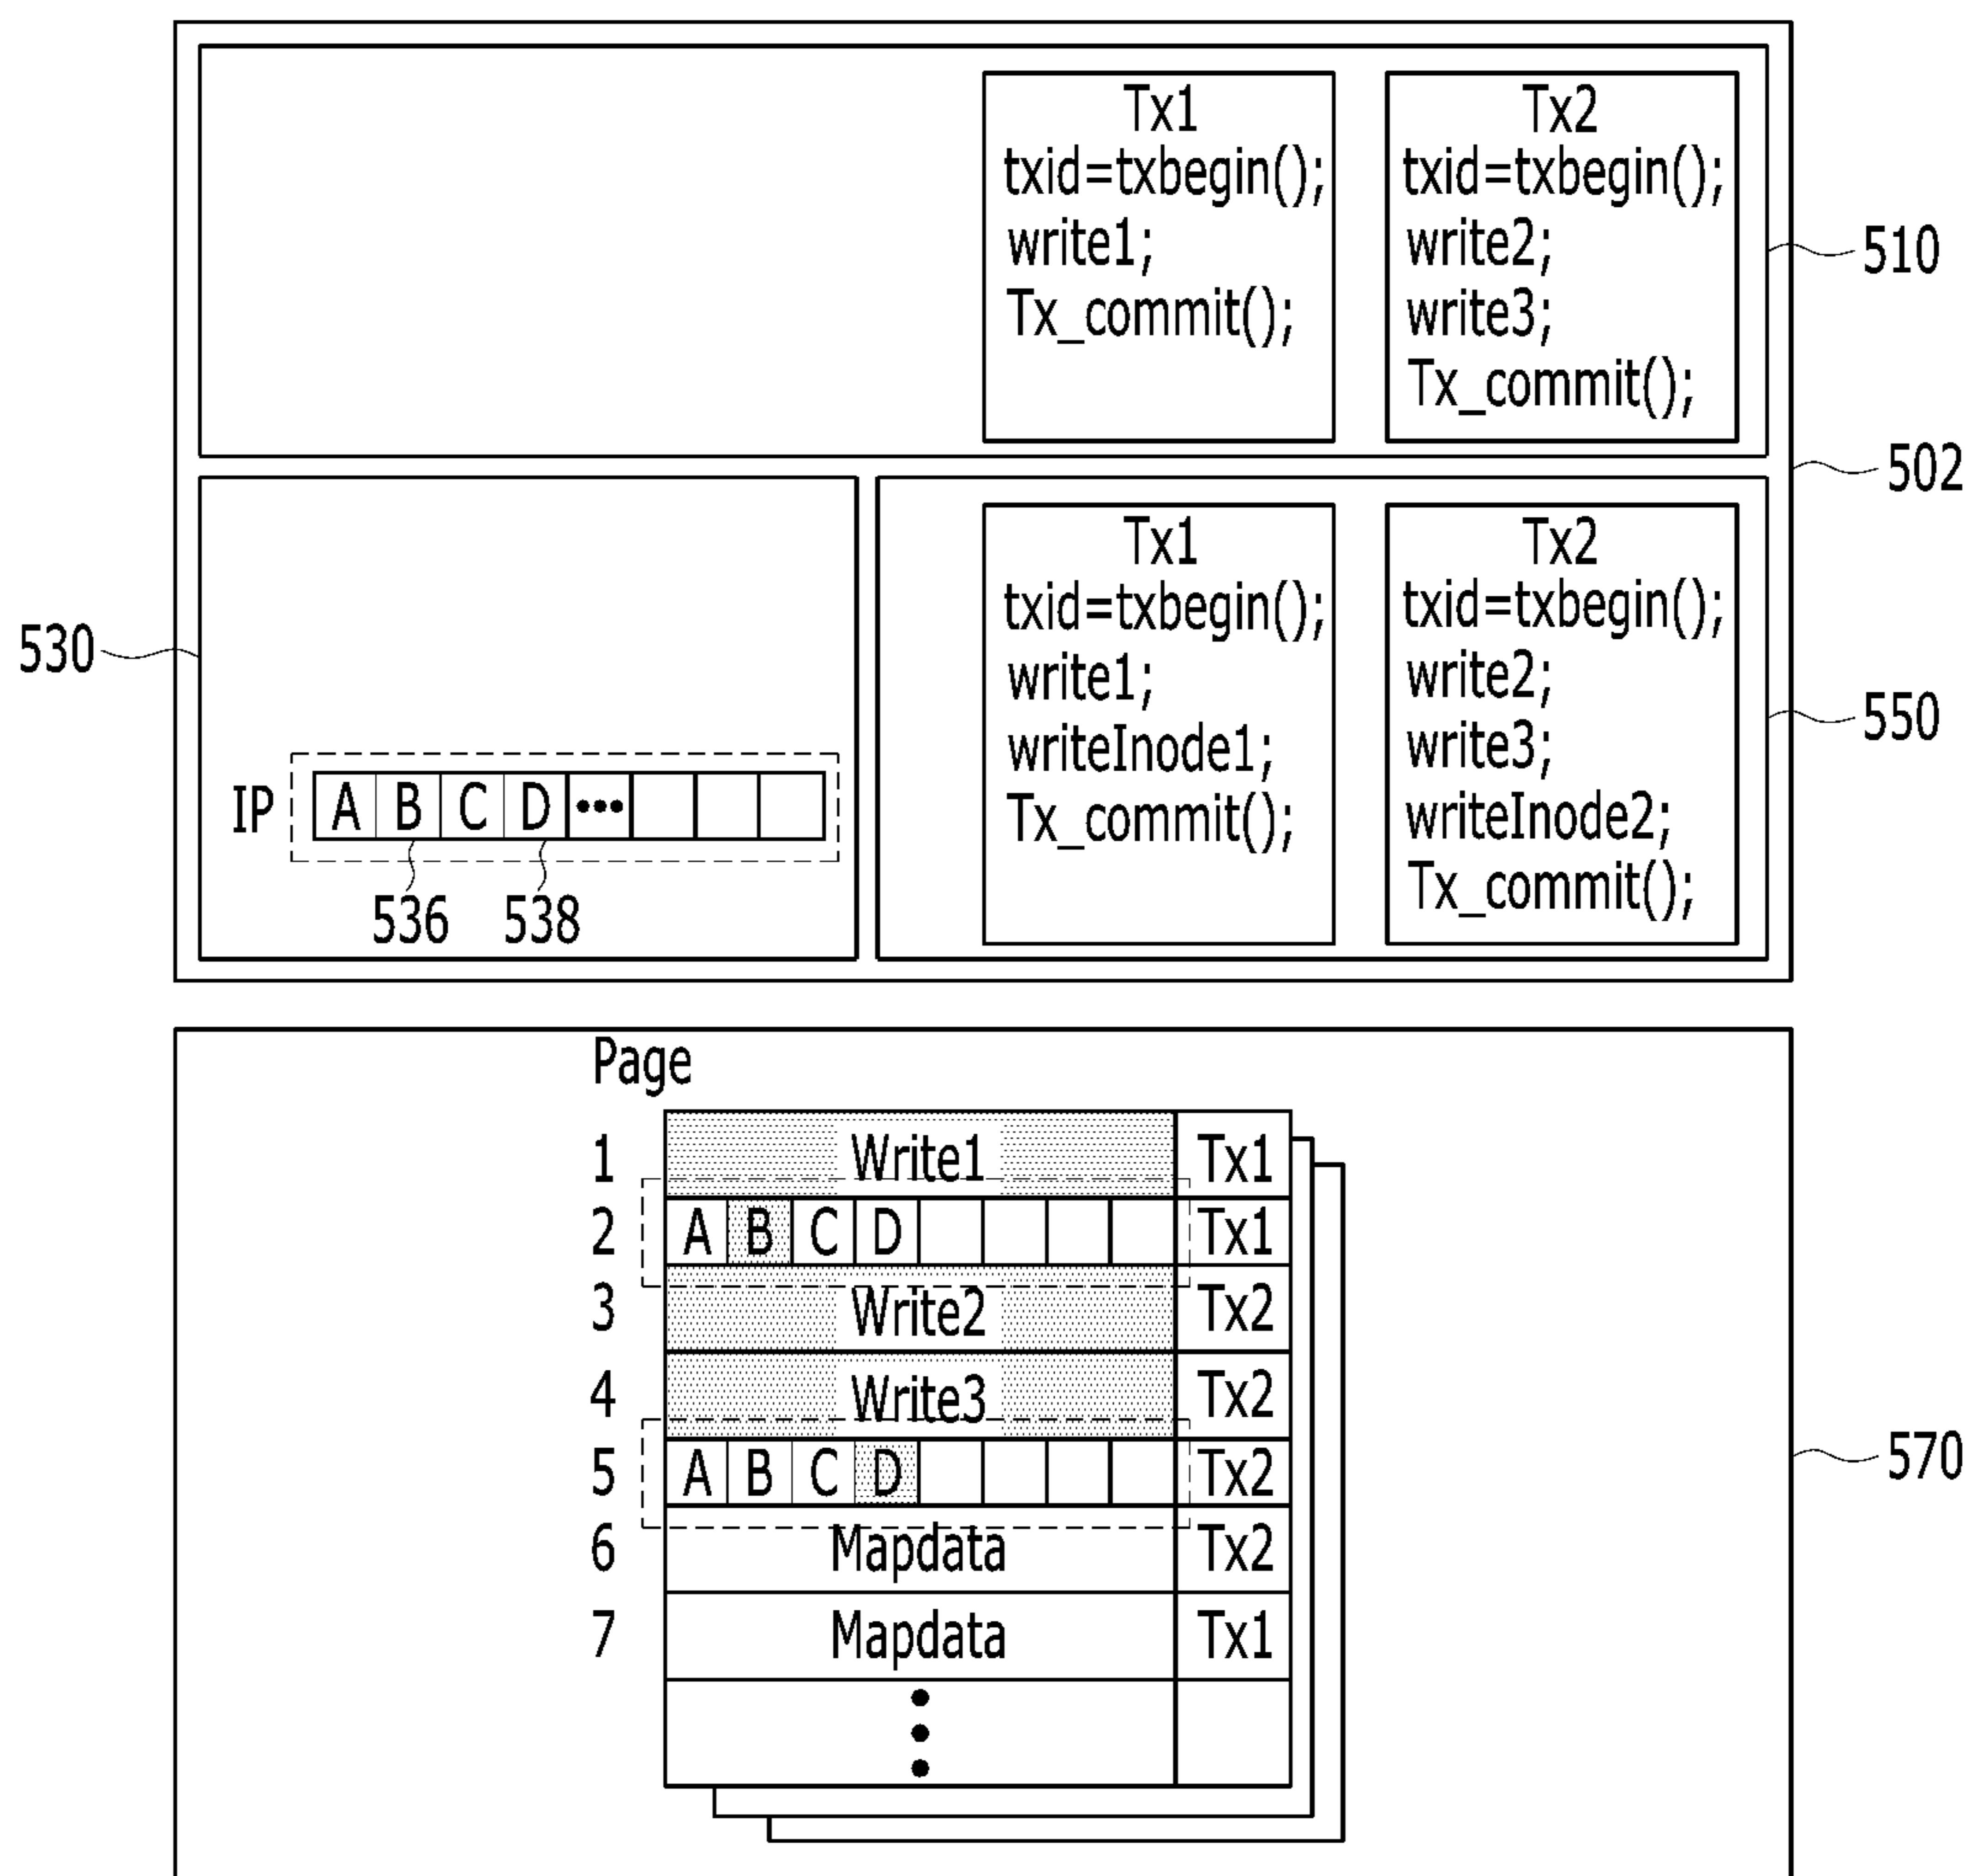 Tx1
txid=txbegin();
write1;
Tx_commit();
Tx2
txid=txbegin();
write2;
write3;
Tx_commit();
510
502
530
IP
A B C D •••
536 538
Tx1
txid=txbegin();
write1;
writeInode1;
Tx_commit();
Tx2
txid=txbegin();
write2;
write3;
writeInode2;
Tx_commit();
550
Page
1 Write1 Tx1
2 A B C D Tx1
3 Write2 Tx2
4 Write3 Tx2
5 A B C D Tx2
6 Mapdata Tx2
7 Mapdata Tx1
570